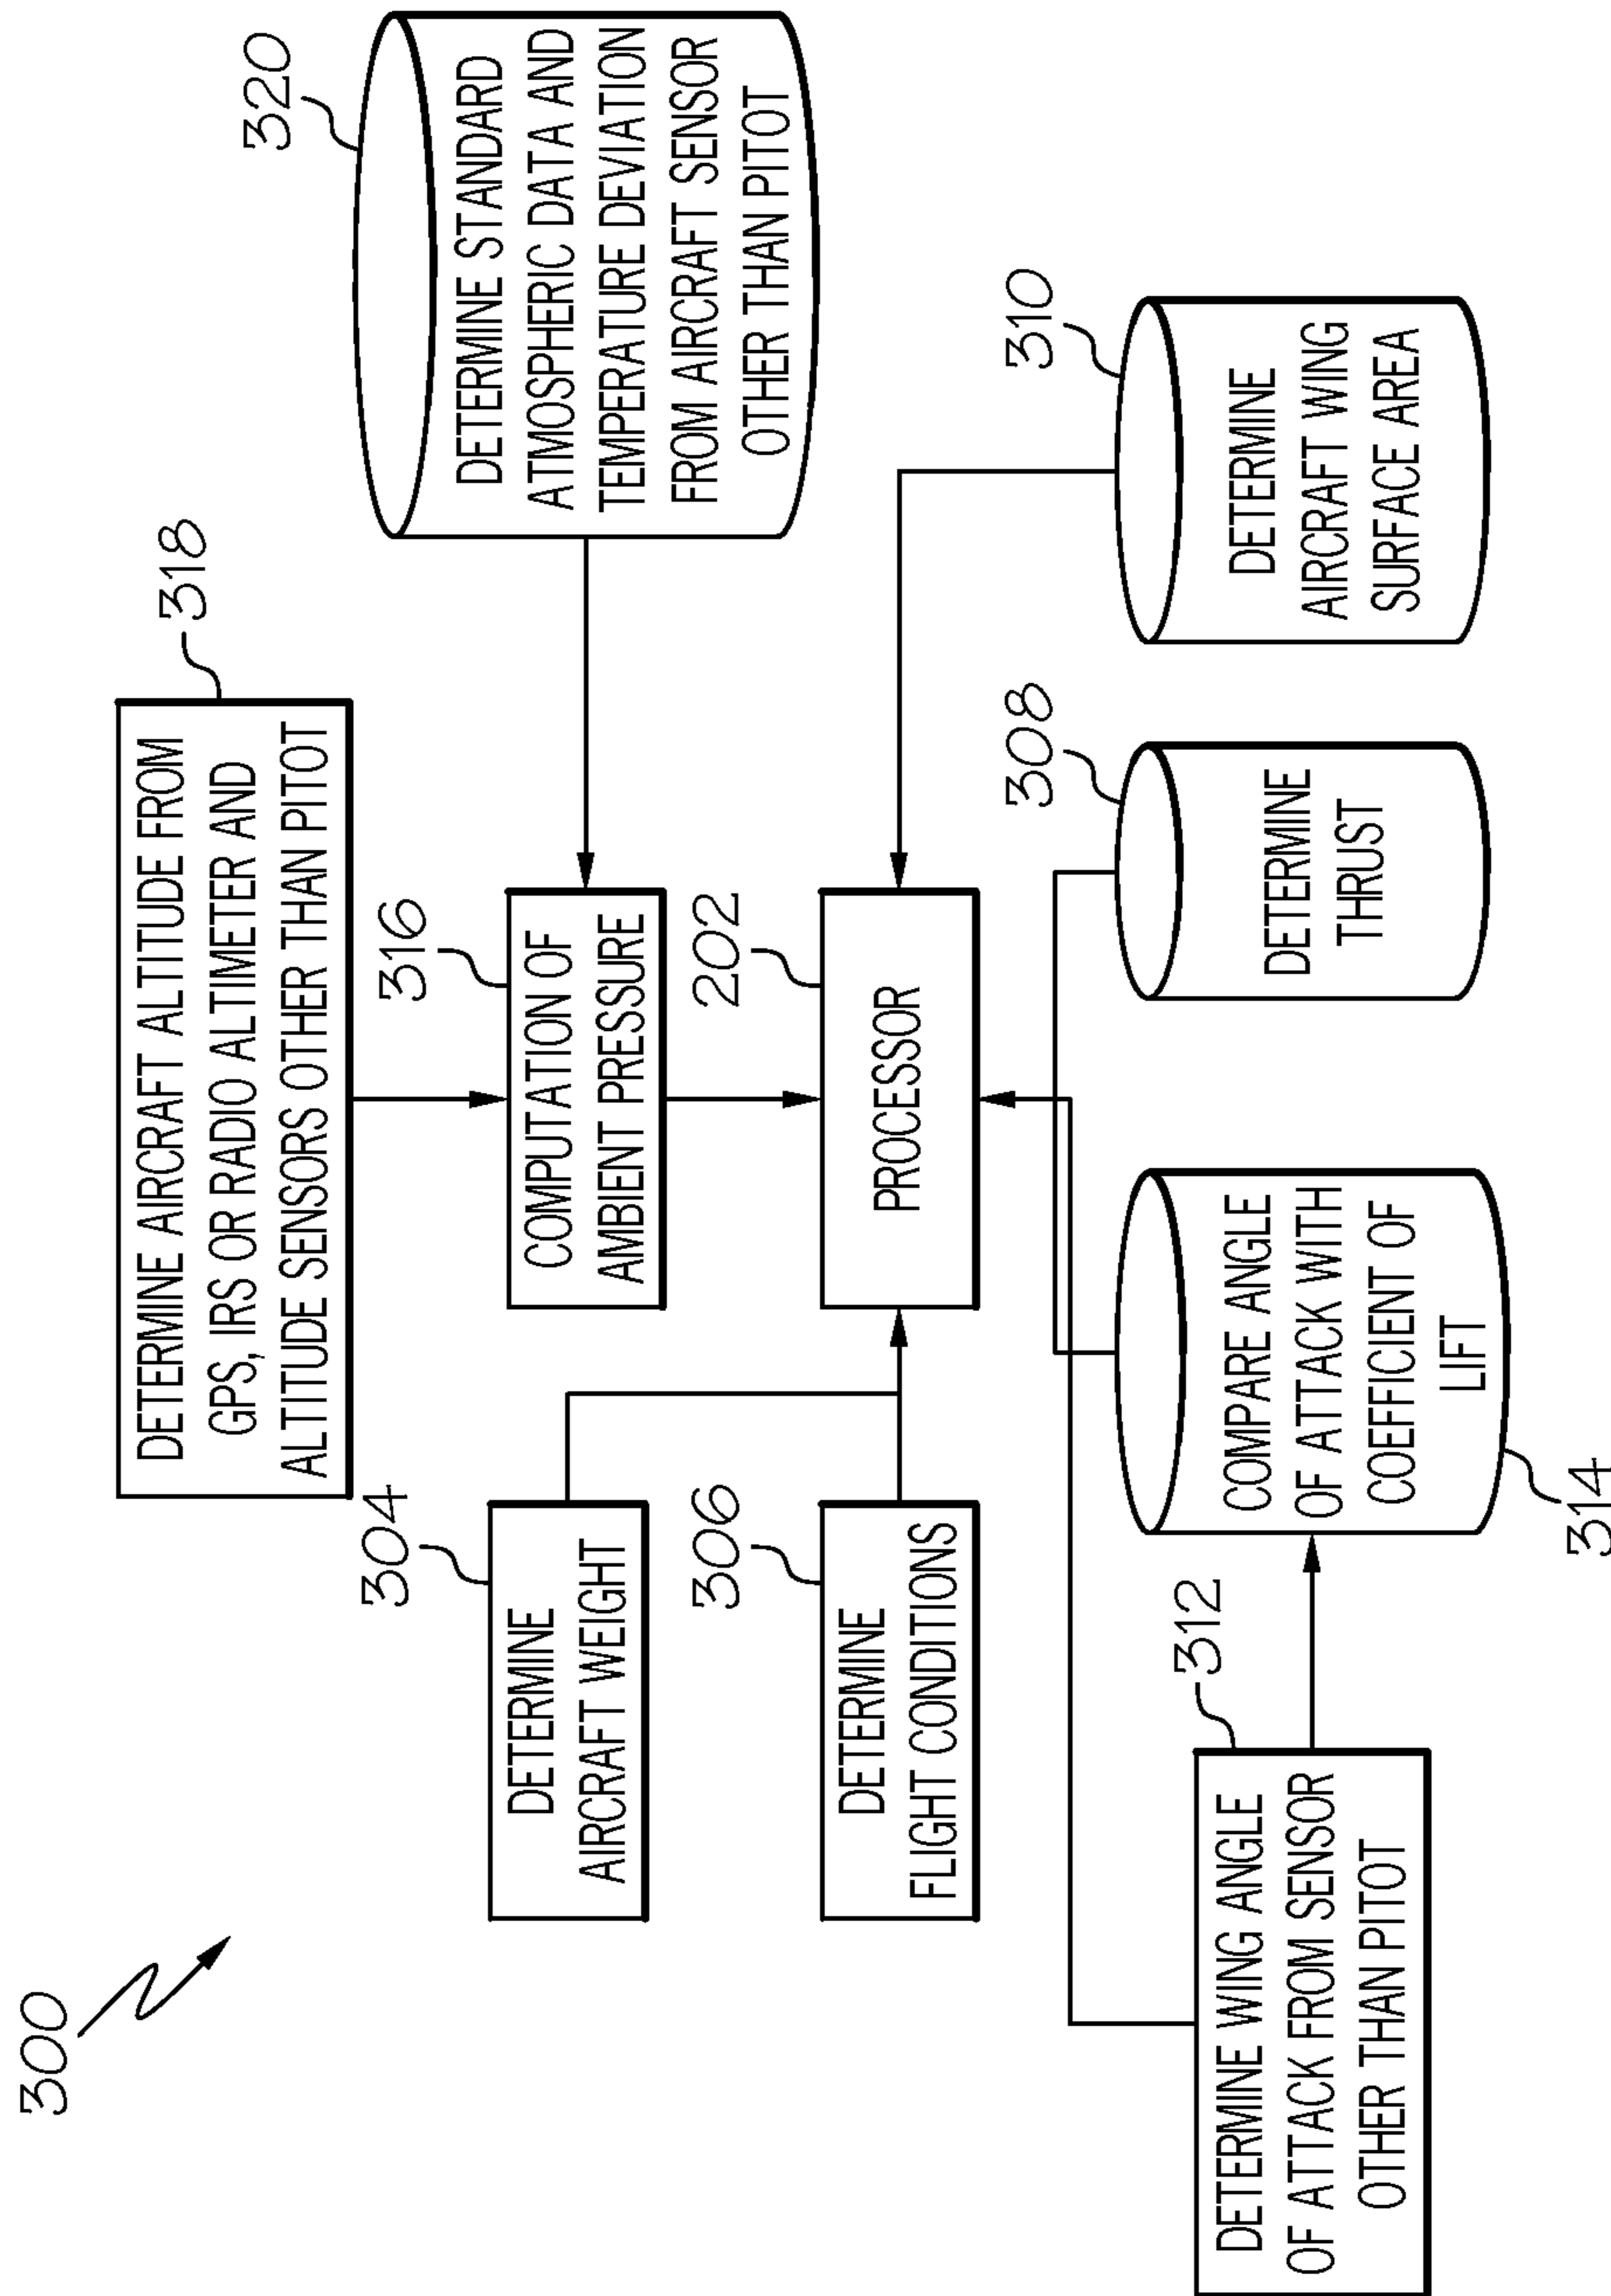 300
DETERMINE AIRCRAFT ALTITUDE FROM
GPS, IRS OR RADIO ALTIMETER AND
ALTITUDE SENSORS OTHER THAN PITOT
318
320
DETERMINE STANDARD
ATMOSPHERIC DATA AND
TEMPERATURE DEVIATION
FROM AIRCRAFT SENSOR
OTHER THAN PITOT
304
DETERMINE
AIRCRAFT WEIGHT
316
COMPUTATION OF
AMBIENT PRESSURE
306
DETERMINE
FLIGHT CONDITIONS
202
PROCESSOR
312
DETERMINE WING ANGLE
OF ATTACK FROM SENSOR
OTHER THAN PITOT
COMPARE ANGLE
OF ATTACK WITH
COEFFICIENT OF
LIFT
314
308
DETERMINE
THRUST
310
DETERMINE
AIRCRAFT WING
SURFACE AREA